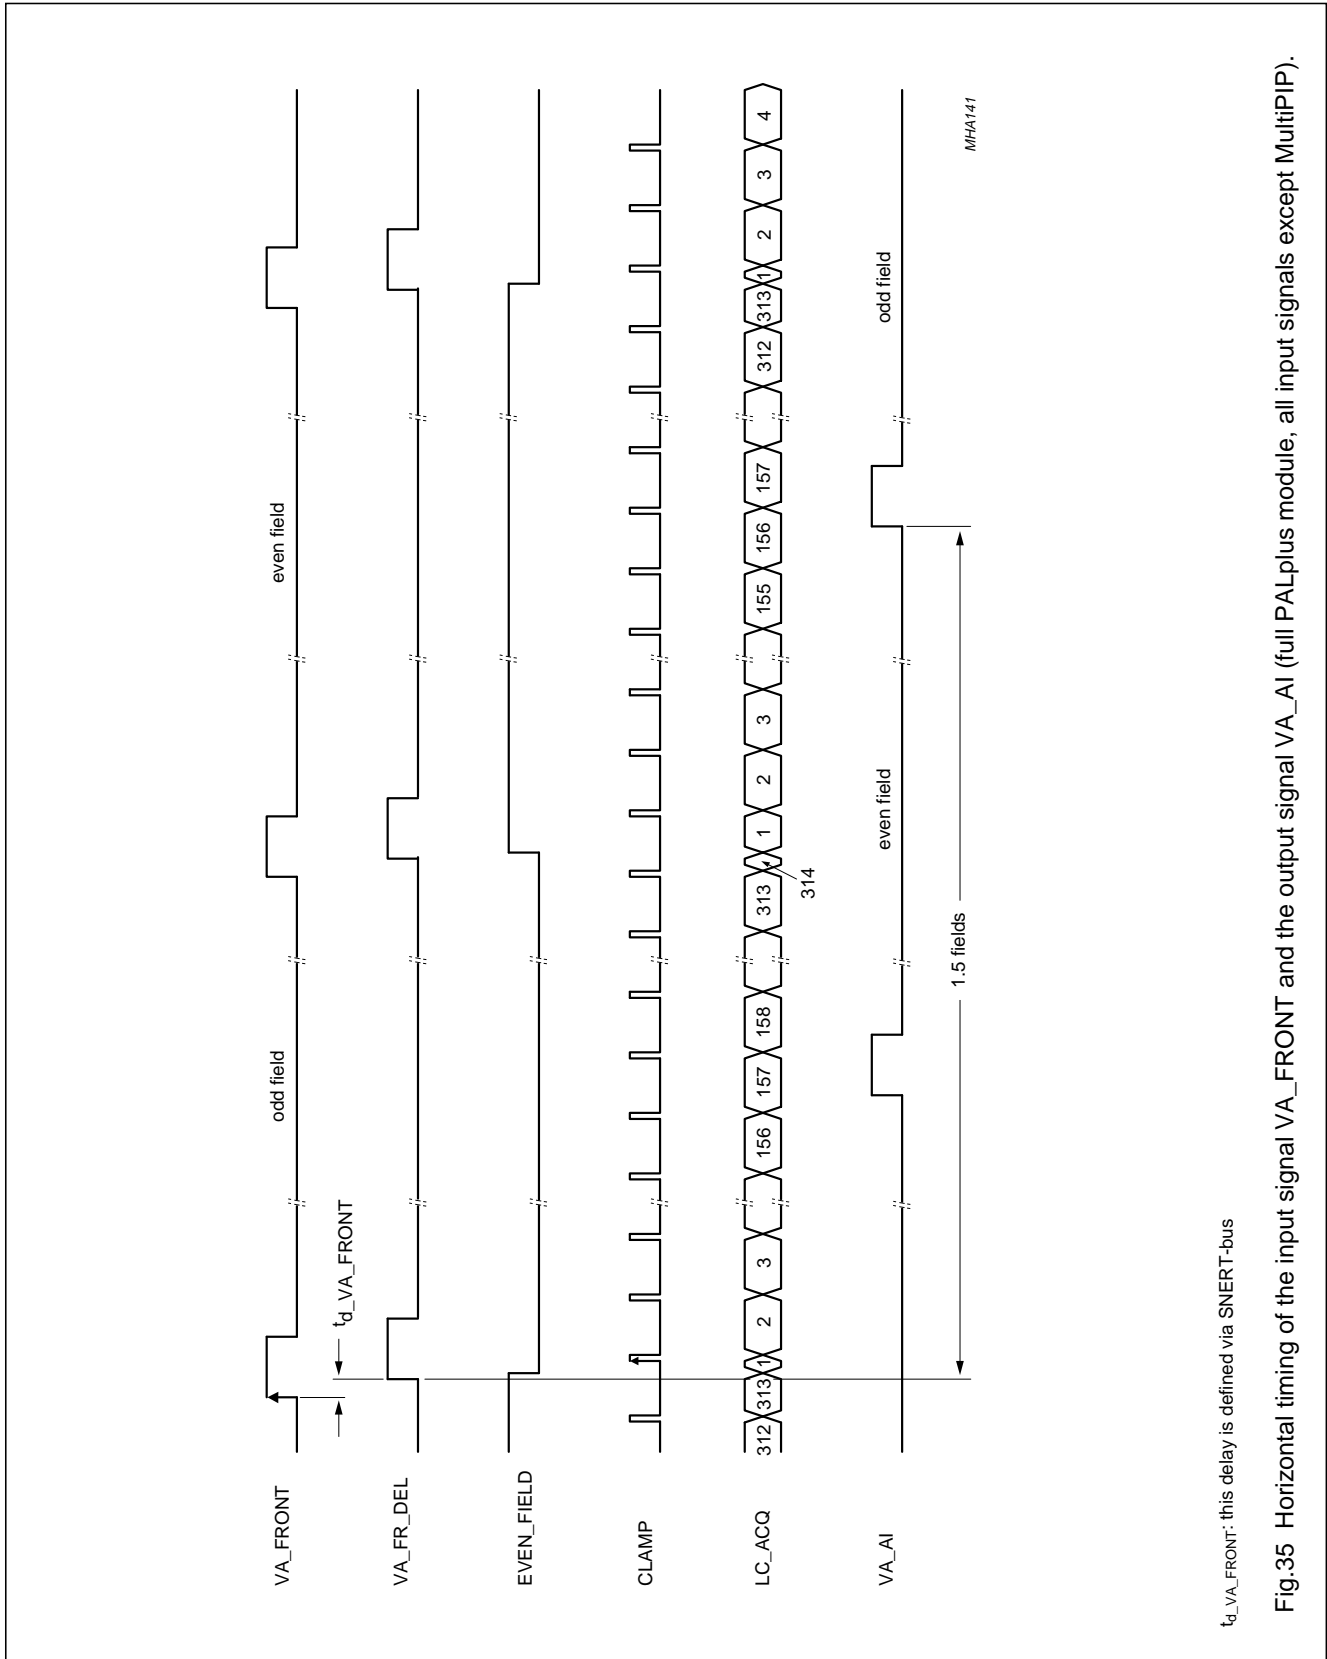 VA_FRONT
odd field
even field
td_VA_FRONT
VA_FR_DEL
EVEN_FIELD
CLAMP
LC_ACQ
312 313 1 2 3 156 157 158 313 314 1 2 3 155 156 157 312 313 1 2 3 4
VA_AI
even field
odd field
1.5 fields
MHA141
td_VA_FRONT: this delay is defined via SNERT-bus
Fig.35 Horizontal timing of the input signal VA_FRONT and the output signal VA_AI (full PALplus module, all input signals except MultiPIP).